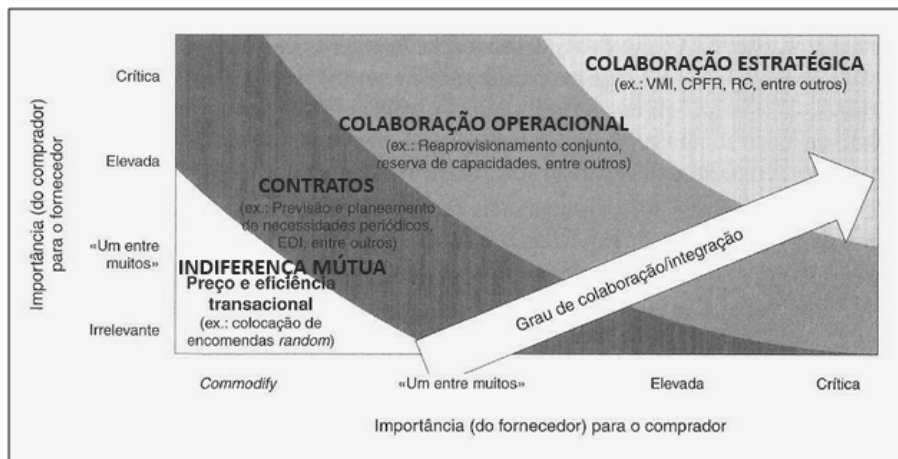 COLABORAÇÃO ESTRATÉGICA
(ex.: VMI, CPFR, RC, entre outros)
COLABORAÇÃO OPERACIONAL
(ex.: Reaprovisionamento conjunto,
reserva de capacidades, entre outros)
CONTRATOS
(ex.: Previsão e planeamento
de necessidades periódicos,
EDI, entre outros)
INDIFERENÇA MÚTUA
Preço e eficiência
transacional
(ex.: colocação de
encomendas random)
Grau de colaboração/integração
Importância (do comprador)
para o fornecedor
Crítica
Elevada
«Um entre
muitos»
Irrelevante
Commodify
«Um entre muitos»
Elevada
Crítica
Importância (do fornecedor) para o comprador